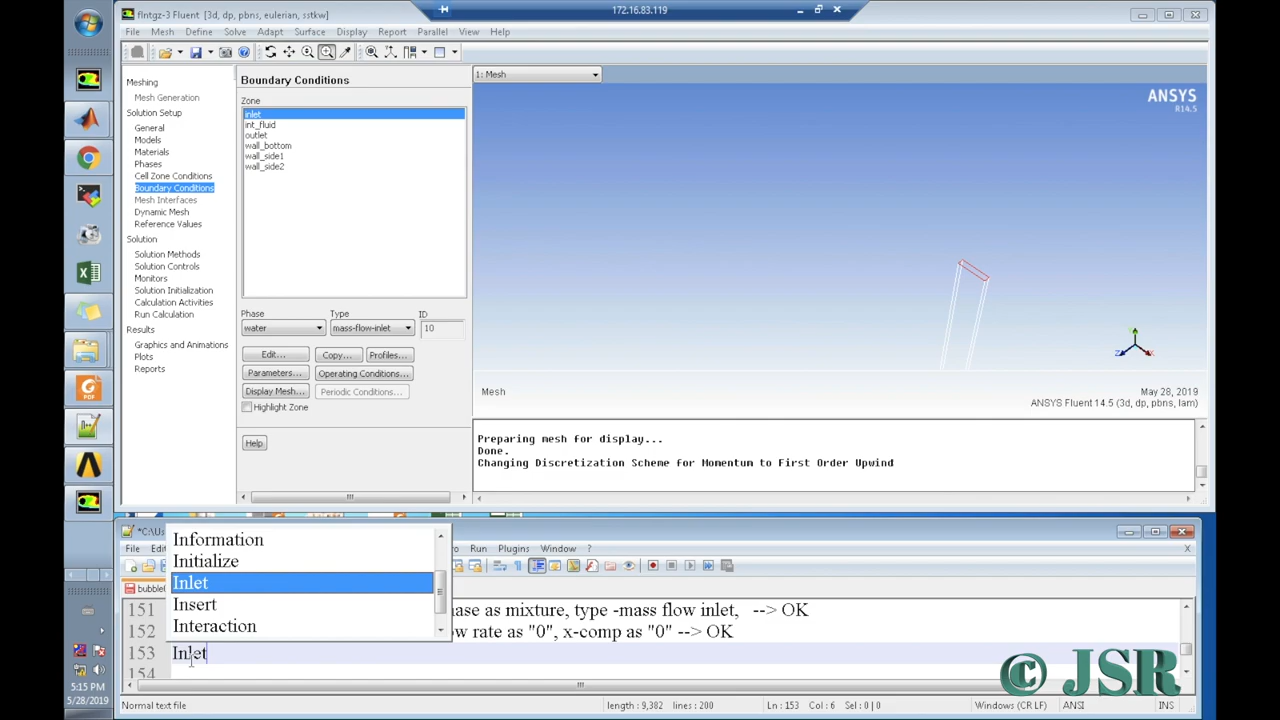 172.16.83.119
flntgz-3 Fluent [3d, dp, pbns, eulerian, sstkw]
File Mesh Define Solve Adapt Surface Display Report Parallel View Help
Meshing
Mesh Generation
Solution Setup
General
Models
Materials
Phases
Cell Zone Conditions
Boundary Conditions
Mesh Interfaces
Dynamic Mesh
Reference Values
Solution
Solution Methods
Solution Controls
Monitors
Solution Initialization
Calculation Activities
Run Calculation
Results
Graphics and Animations
Plots
Reports
Boundary Conditions
Zone
inlet
int_fluid
outlet
wall_bottom
wall_side1
wall_side2
Phase Type ID
water mass-flow-inlet 10
Edit... Copy... Profiles...
Parameters... Operating Conditions...
Display Mesh... Periodic Conditions...
Highlight Zone
Help
1: Mesh
ANSYS
R14.5
Mesh
May 28, 2019
ANSYS Fluent 14.5 (3d, dp, pbns, lam)
Preparing mesh for display...
Done.
Changing Discretization Scheme for Momentum to First Order Upwind
*C:\Us
File Edi ro Run Plugins Window ?
bubble
Information
Initialize
Inlet
Insert
Interaction
151 hase as mixture, type -mass flow inlet, --> OK
152 ow rate as "0", x-comp as "0" --> OK
153 Inlet
154
Normal text file length : 9,382 lines : 200 Ln : 153 Col : 6 Sel : 0 | 0 Windows (CR LF) ANSI INS
5:15 PM
5/28/2019
© JSR